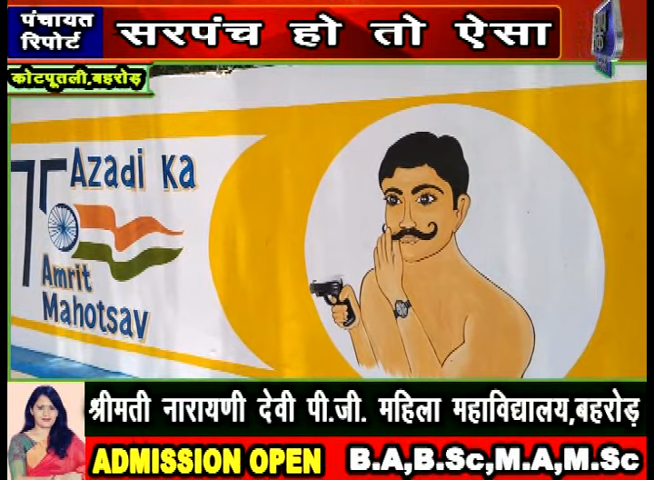 पंचायत
रिपोर्ट
सरपंच हो तो ऐसा
कोटपूतली,बहरोड़
75 Azadi Ka
Amrit
Mahotsav
श्रीमती नारायणी देवी पी.जी. महिला महाविद्यालय,बहरोड़
ADMISSION OPEN B.A,B.Sc,M.A,M.Sc